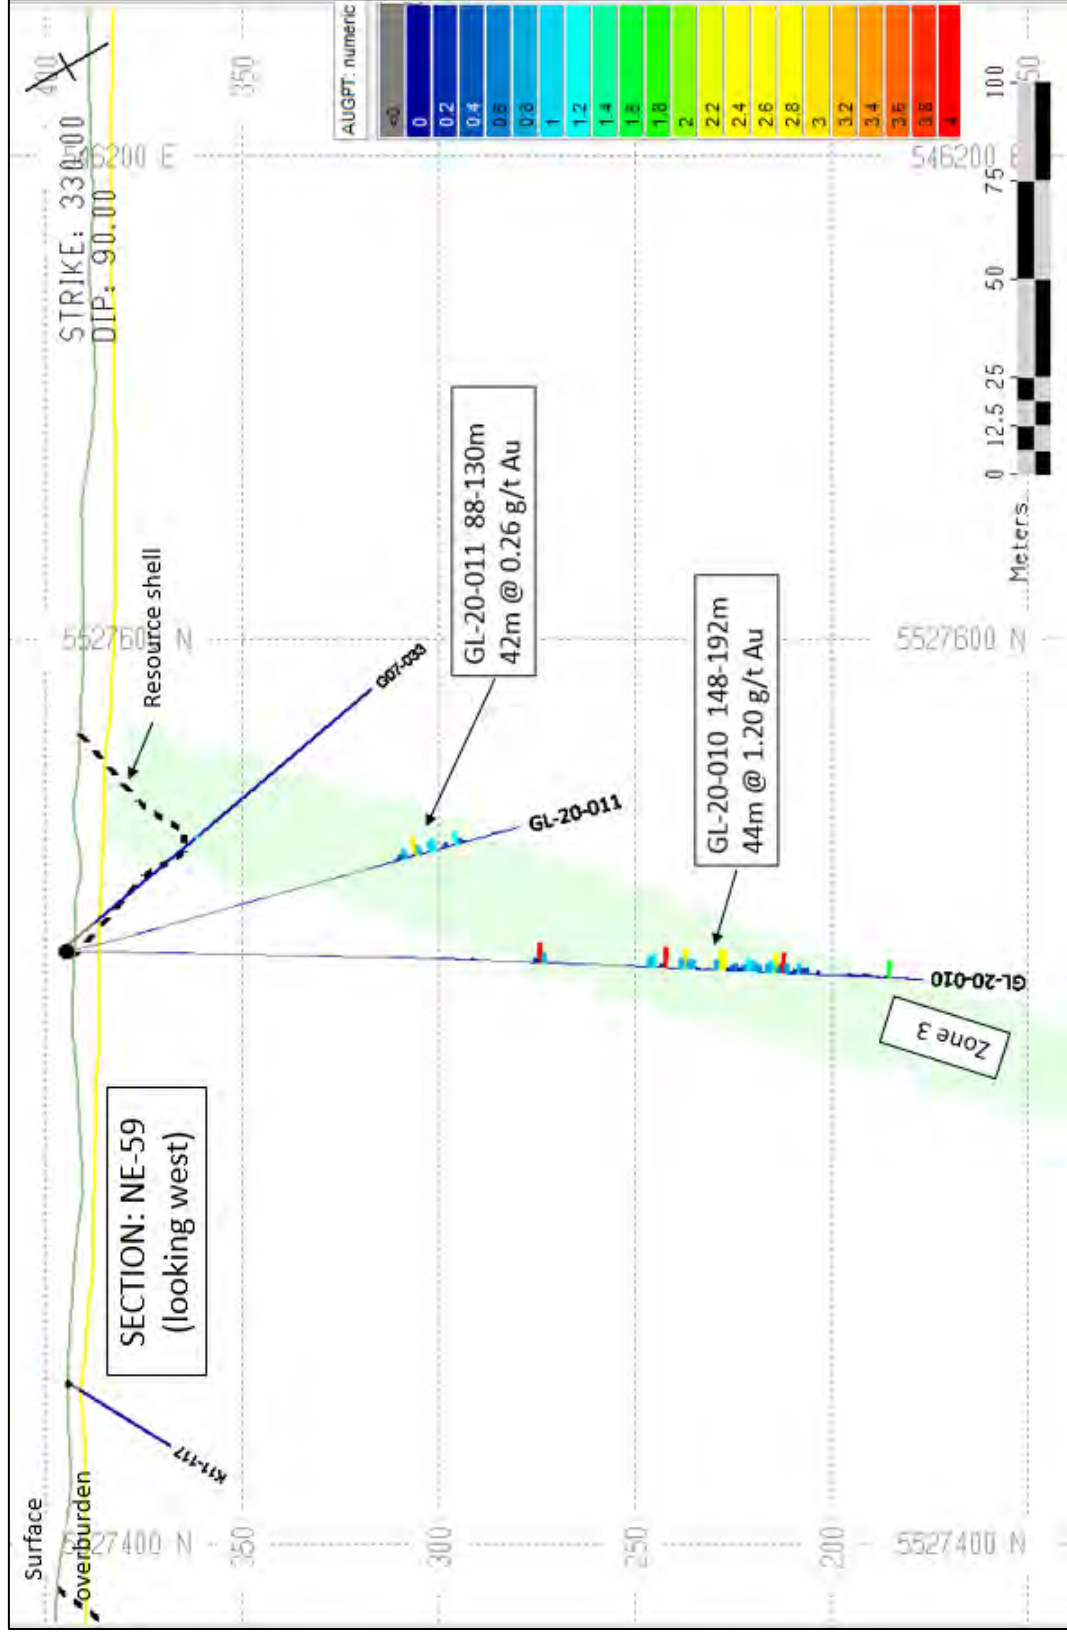 Surface
overburden
5527400 N
K11-117
SECTION: NE-59
(looking west)
Resource shell
5527600 N
G07-033
GL-20-011
GL-20-010
GL-20-011 88-130m
42m @ 0.26 g/t Au
GL-20-010 148-192m
44m @ 1.20 g/t Au
Zone 3
STRIKE: 330.00
DIP: 90.00
400
546200 E
350
350
300
250
200
5527400 N
5527600 N
546200 E
50
AUGPT: numeric
<0
0
0.2
0.4
0.6
0.8
1
1.2
1.4
1.6
1.8
2
2.2
2.4
2.6
2.8
3
3.2
3.4
3.6
3.8
4
Meters
0 12.5 25 50 75 100